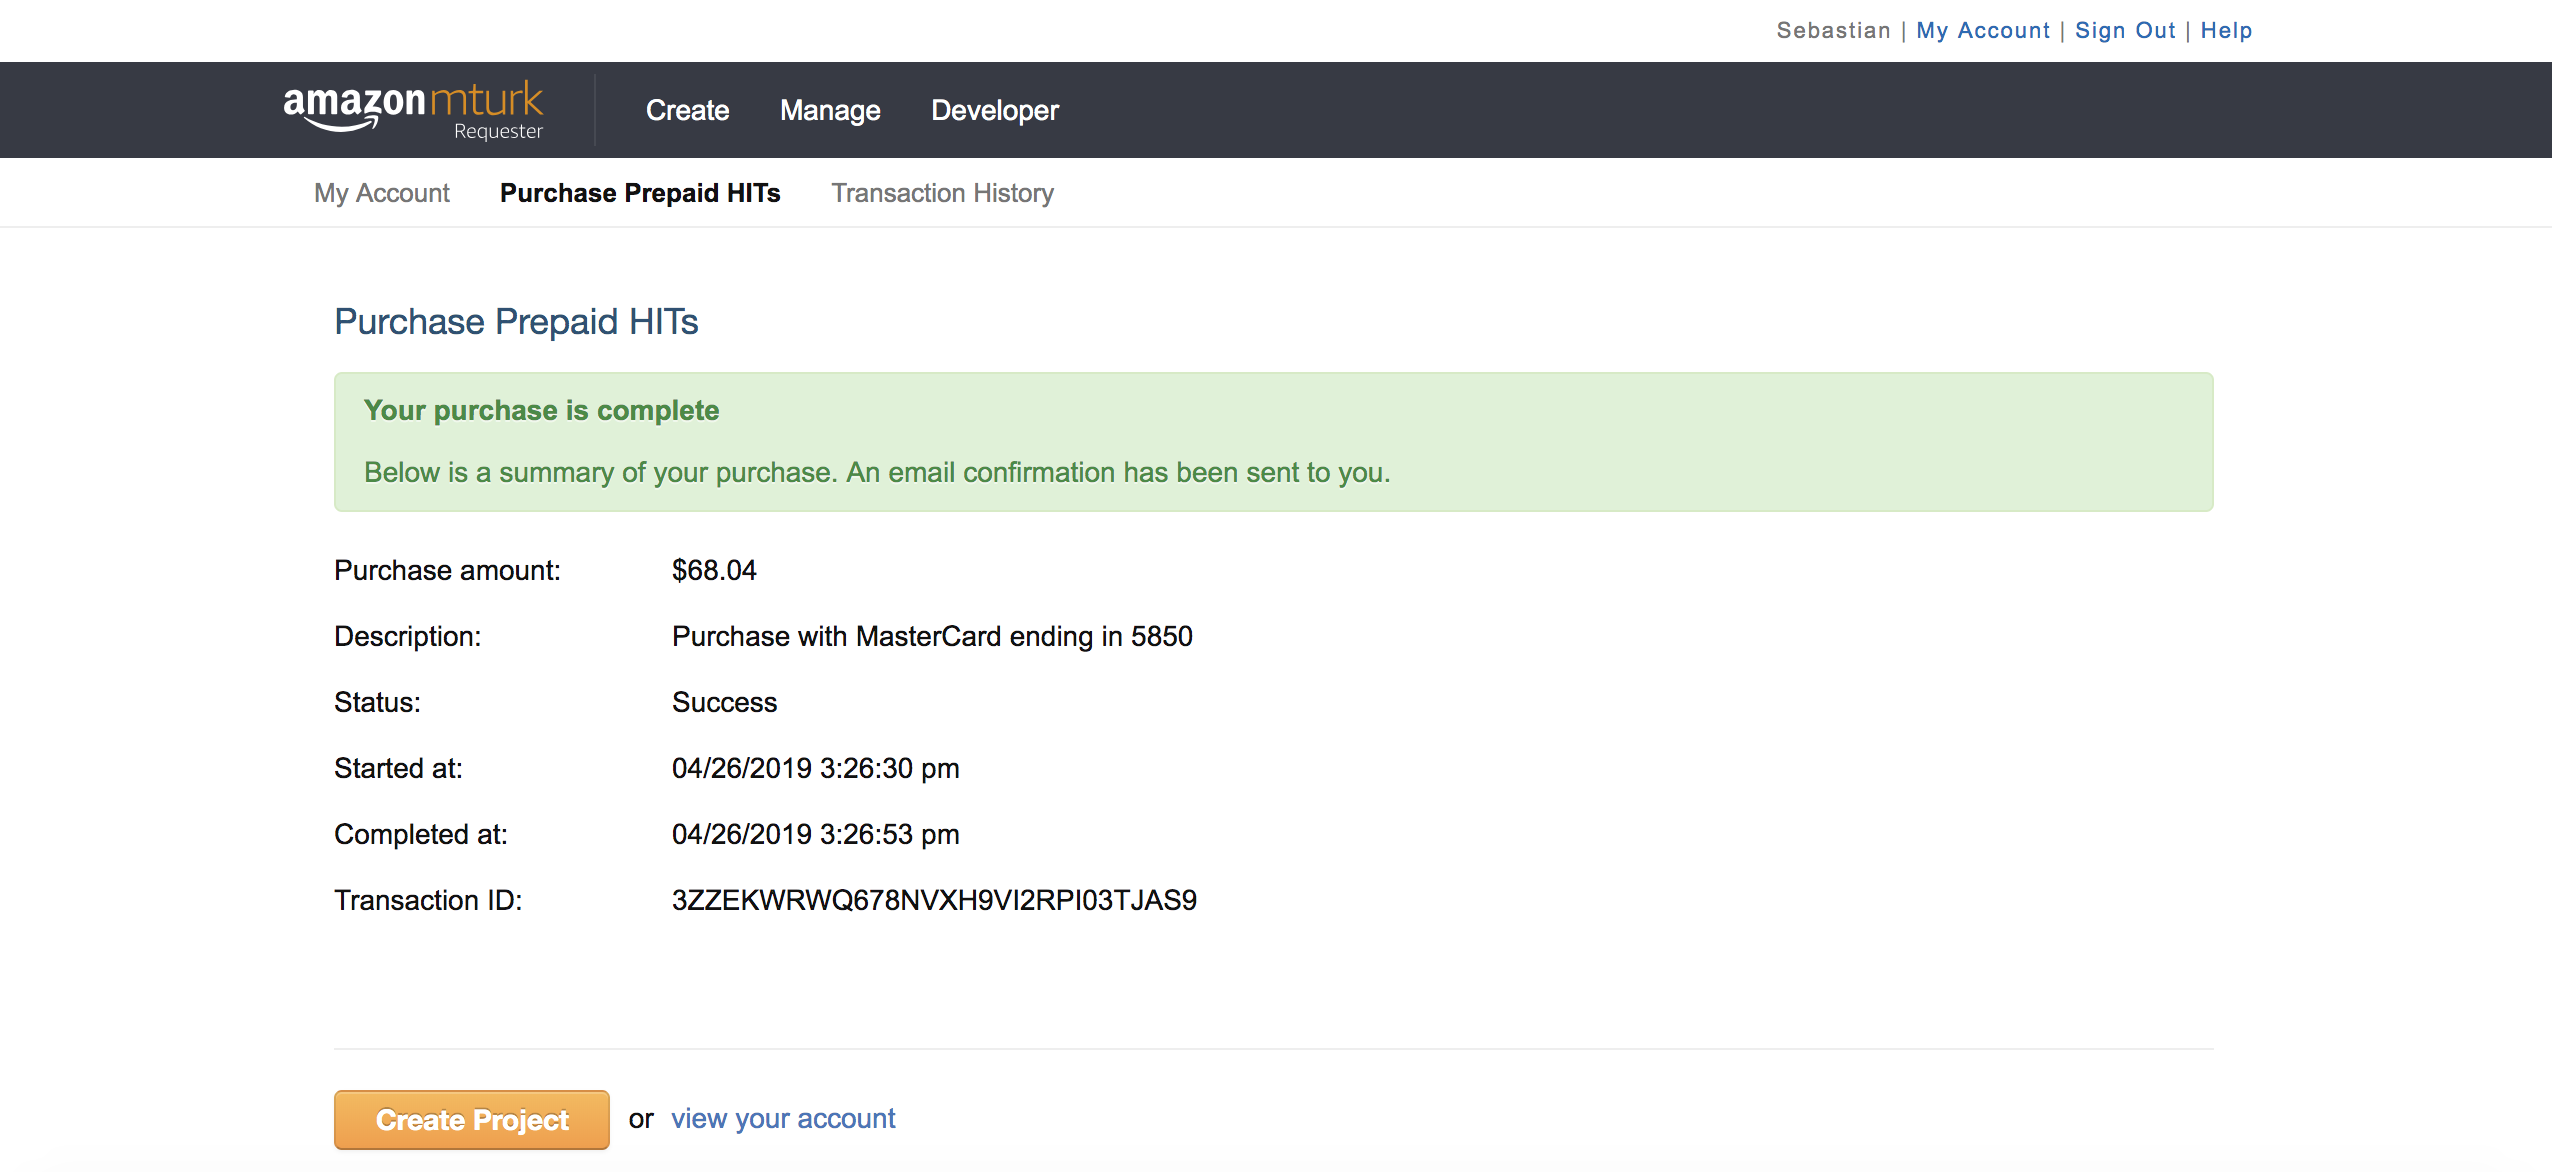 Sebastian | My Account | Sign Out | Help
amazon mturk
Requester
Create Manage Developer
My Account Purchase Prepaid HITs Transaction History
Purchase Prepaid HITs
Your purchase is complete
Below is a summary of your purchase. An email confirmation has been sent to you.
Purchase amount: $68.04
Description: Purchase with MasterCard ending in 5850
Status: Success
Started at: 04/26/2019 3:26:30 pm
Completed at: 04/26/2019 3:26:53 pm
Transaction ID: 3ZZEKWRWQ678NVXH9VI2RPI03TJAS9
Create Project or view your account